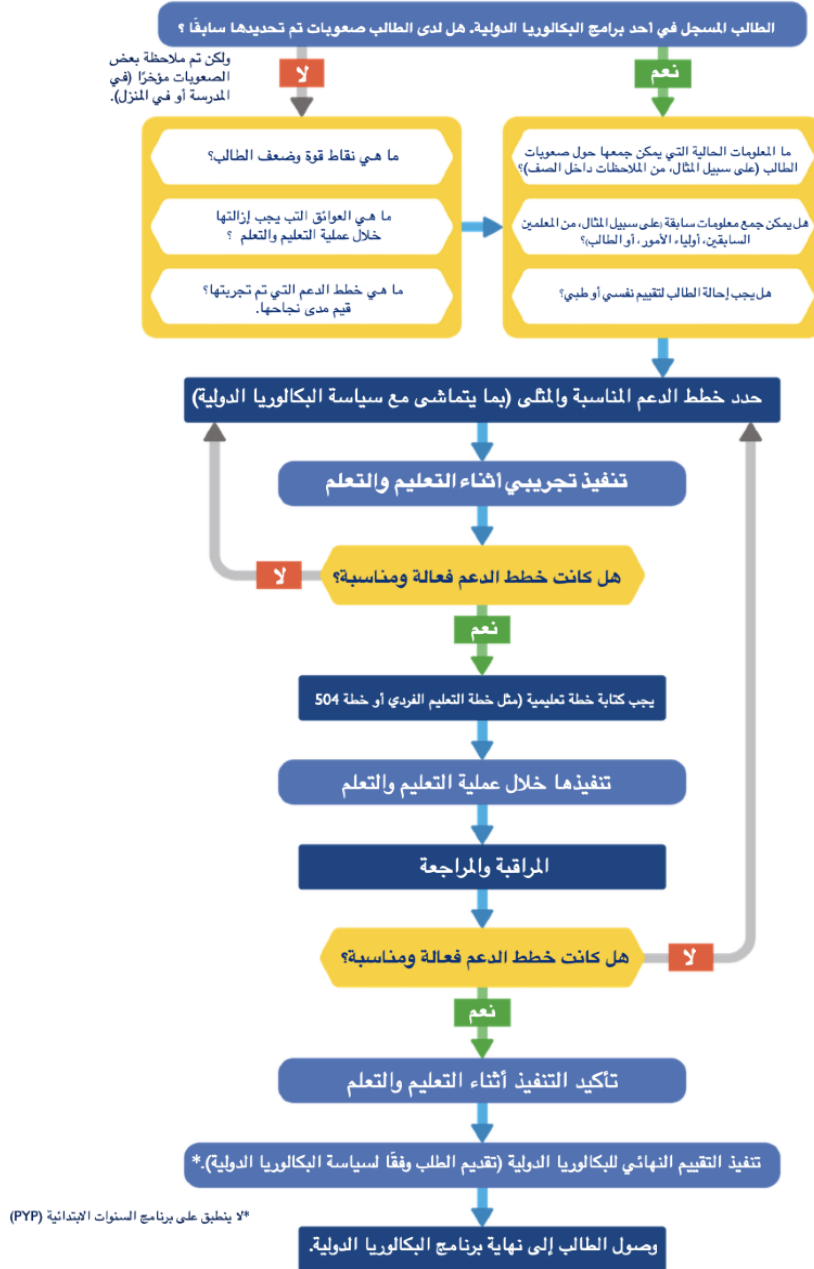 الطالب المسجل في أحد برامج البكالوريا الدولية. هل لدى الطالب صعوبات تم تحديدها سابقًا ؟
نعم
لا
ولكن تم ملاحظة بعض
الصعوبات مؤخرًا (في
المدرسة أو في المنزل).
ما المعلومات الحالية التي يمكن جمعها حول صعوبات
الطالب (على سبيل المثال، من الملاحظات داخل الصف)؟
هل يمكن جمع معلومات سابقة (على سبيل المثال، من المعلمين
السابقين، أولياء الأمور، أو الطالب)؟
هل يجب إحالة الطالب لتقييم نفسي أو طبي؟
ما هي نقاط قوة وضعف الطالب؟
ما هي العوائق التب يجب إزالتها
خلال عملية التعليم والتعلم ؟
ما هي خطط الدعم التي تم تجربتها؟
قيم مدى نجاحها.
حدد خطط الدعم المناسبة والمثلى (بما يتماشى مع سياسة البكالوريا الدولية)
تنفيذ تجريبي أثناء التعليم والتعلم
هل كانت خطط الدعم فعالة ومناسبة؟
لا
نعم
يجب كتابة خطة تعليمية (مثل خطة التعليم الفردي أو خطة 504
تنفيذها خلال عملية التعليم والتعلم
المراقبة والمراجعة
هل كانت خطط الدعم فعالة ومناسبة؟
لا
نعم
تأكيد التنفيذ أثناء التعليم والتعلم
تنفيذ التقييم النهائي للبكالوريا الدولية (تقديم الطلب وفقًا لسياسة البكالوريا الدولية).*
*لا ينطبق على برنامج السنوات الابتدائية (PYP)
وصول الطالب إلى نهاية برنامج البكالوريا الدولية.